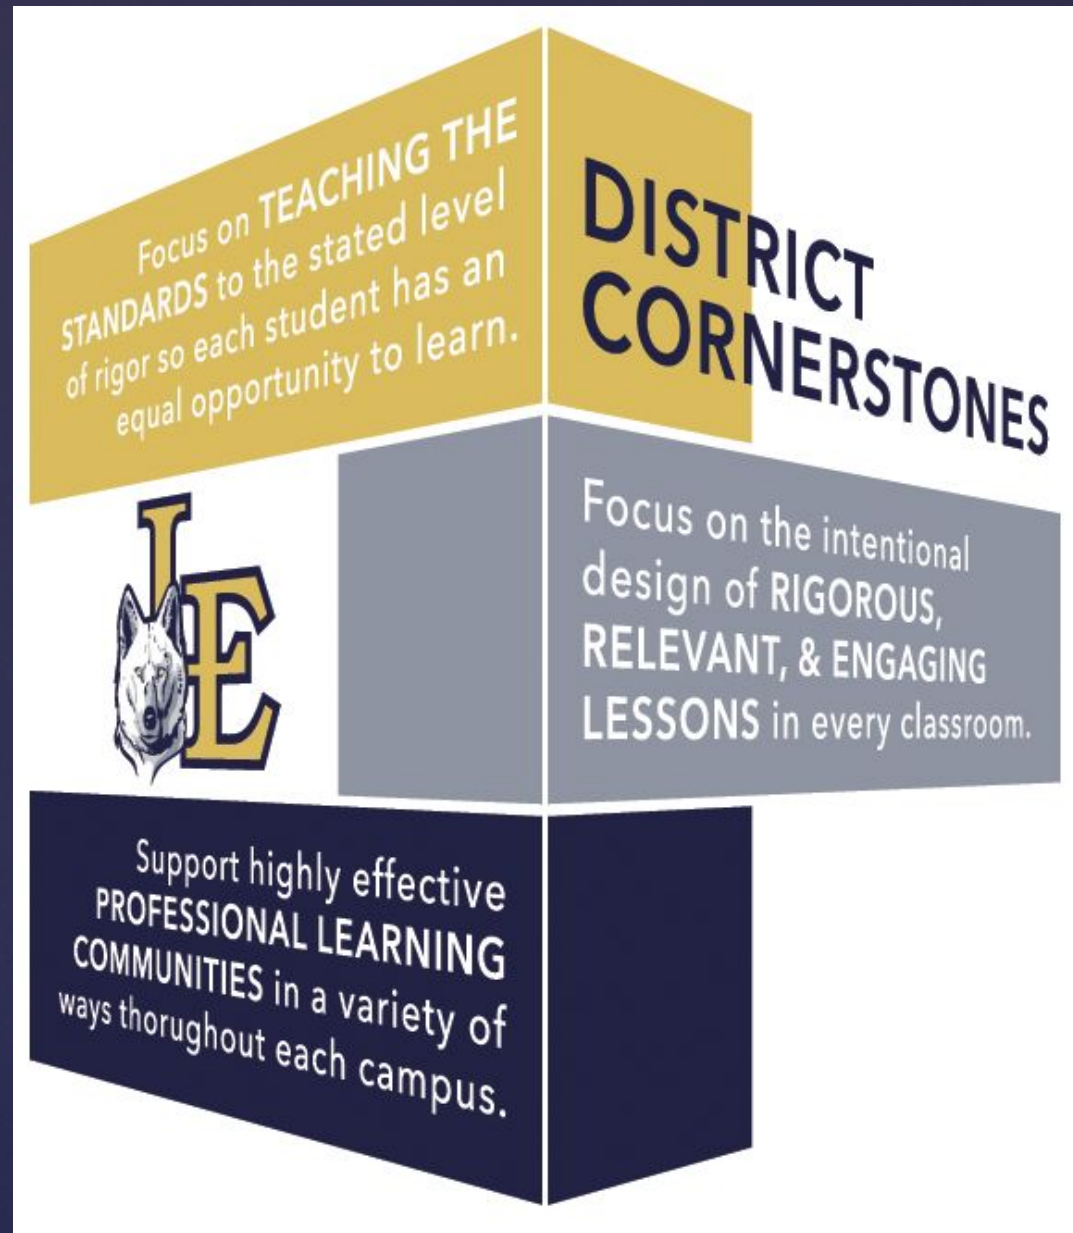 Focus on TEACHING THE
STANDARDS to the stated level
of rigor so each student has an
equal opportunity to learn.
DISTRICT
CORNERSTONES
LE
Focus on the intentional
design of RIGOROUS,
RELEVANT, & ENGAGING
LESSONS in every classroom.
Support highly effective
PROFESSIONAL LEARNING
COMMUNITIES in a variety of
ways thorughout each campus.